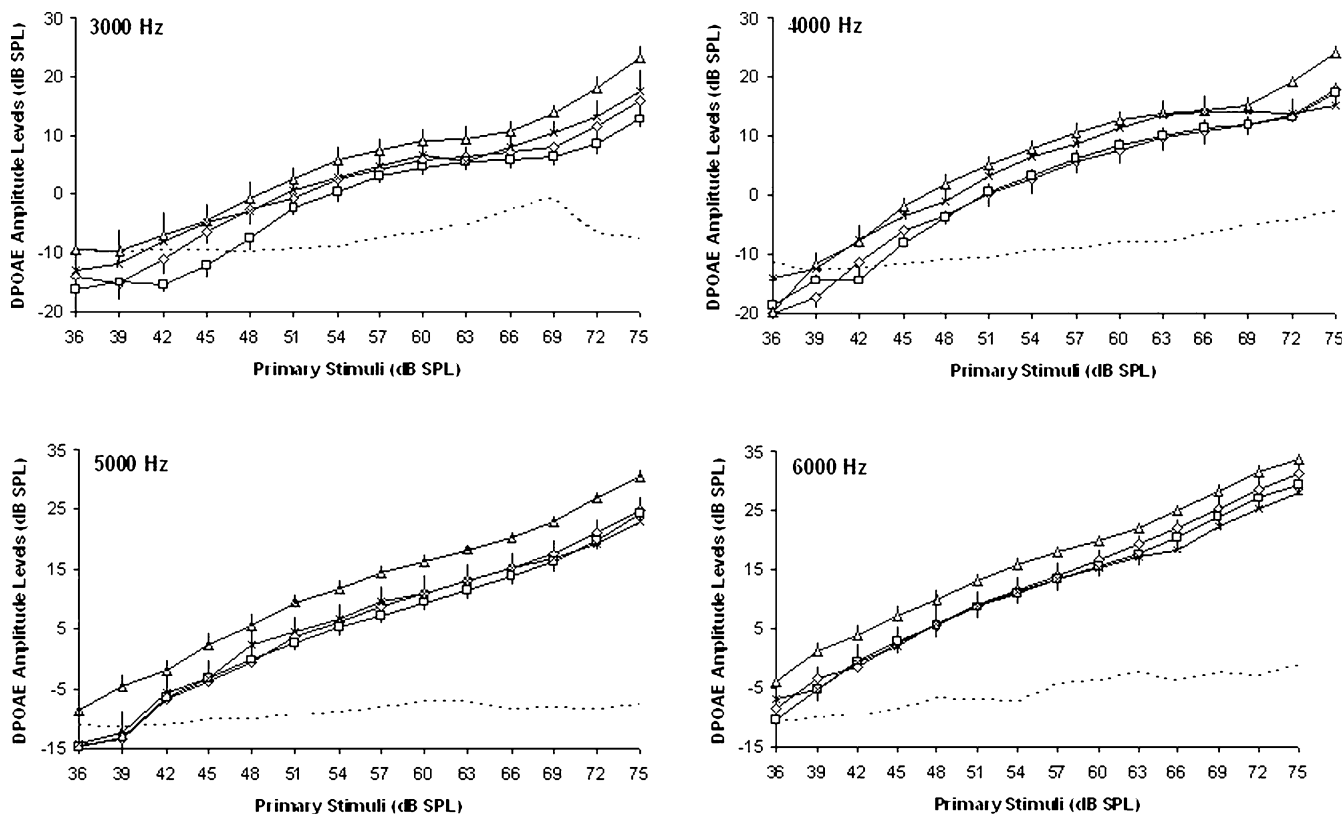 3000 Hz
DPOAE Amplitude Levels (dB SPL)
30
20
10
0
-10
-20
36 39 42 45 48 51 54 57 60 63 66 69 72 75
Primary Stimuli (dB SPL)
4000 Hz
DPOAE Amplitude Levels (dB SPL)
30
20
10
0
-10
-20
36 39 42 45 48 51 54 57 60 63 66 69 72 75
Primary Stimuli (dB SPL)
5000 Hz
DPOAE Amplitude Levels (dB SPL)
35
25
15
5
-5
-15
36 39 42 45 48 51 54 57 60 63 66 69 72 75
Primary Stimuli (dB SPL)
6000 Hz
DPOAE Amplitude Levels (dB SPL)
35
25
15
5
-5
-15
36 39 42 45 48 51 54 57 60 63 66 69 72 75
Primary Stimuli (dB SPL)